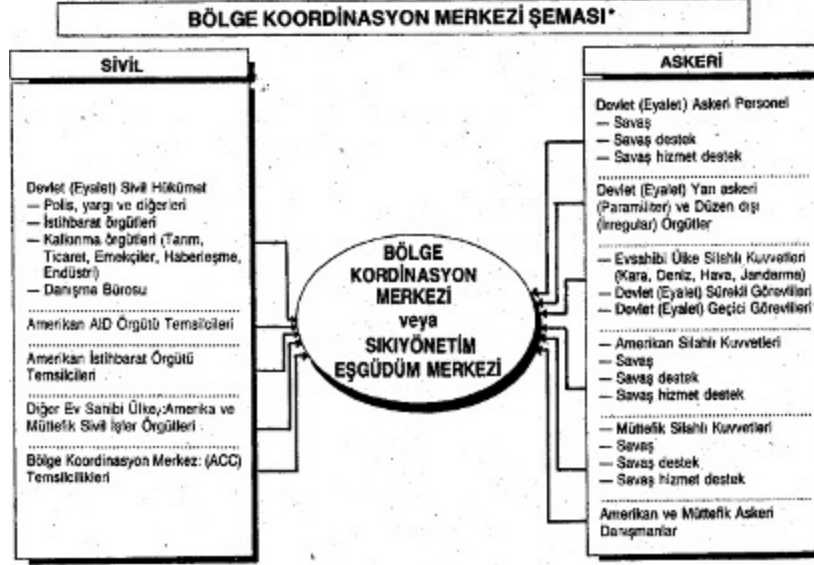 BÖLGE KOORDİNASYON MERKEZİ ŞEMASI*
SİVİL
Devlet (Eyalet) Sivil Hükümet
— Polis, yargı ve diğerleri
— İstihbarat örgütleri
— Kalkınma örgütleri (Tarım,
Ticaret, Emekçiler, Haberleşme,
Endüstri)
— Danışma Bürosu
Amerikan AID Örgütü Temsilcileri
Amerikan İstihbarat Örgütü
Temsilcileri
Diğer Ev Sahibi Ülke, Amerika ve
Müttefik Sivil İşler Örgütleri
Bölge Koordinasyon Merkez: (ACC)
Temsilcilikleri
BÖLGE
KORDİNASYON
MERKEZİ
veya
SIKIYÖNETİM
EŞGÜDÜM MERKEZİ
ASKERİ
Devlet (Eyalet) Askeri Personel
— Savaş
— Savaş destek
— Savaş hizmet destek
Devlet (Eyalet) Yarı askeri
(Paramiliter) ve Düzen dışı
(İrregular) Örgütler
— Evsahibi Ülke Silahlı Kuvvetleri
(Kara, Deniz, Hava, Jandarma)
— Devlet (Eyalet) Sürekli Görevlileri
— Devlet (Eyalet) Geçici Görevlileri
— Amerikan Silahlı Kuvvetleri
— Savaş
— Savaş destek
— Savaş hizmet destek
— Müttefik Silahlı Kuvvetleri
— Savaş
— Savaş destek
— Savaş hizmet destek
Amerikan ve Müttefik Askeri
Danışmanlar